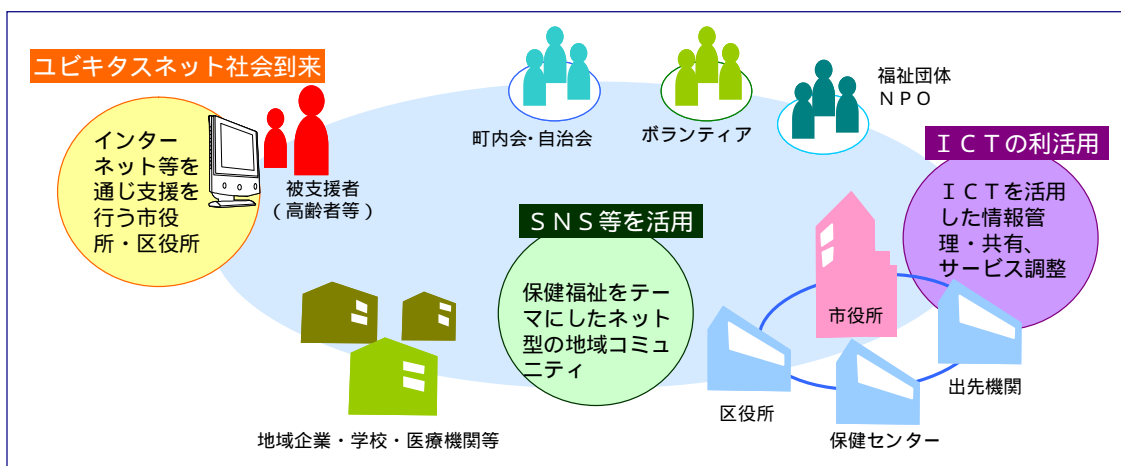 ユビキタスネット社会到来
インター
ネット等を
通じ支援を
行う市役
所・区役所
被支援者
（高齢者等）
町内会・自治会
ボランティア
福祉団体
ＮＰＯ
ＩＣＴの利活用
ＩＣＴを活用
した情報管
理・共有、
サービス調整
ＳＮＳ等を活用
保健福祉をテー
マにしたネット
型の地域コミュ
ニティ
地域企業・学校・医療機関等
市役所
区役所
保健センター
出先機関